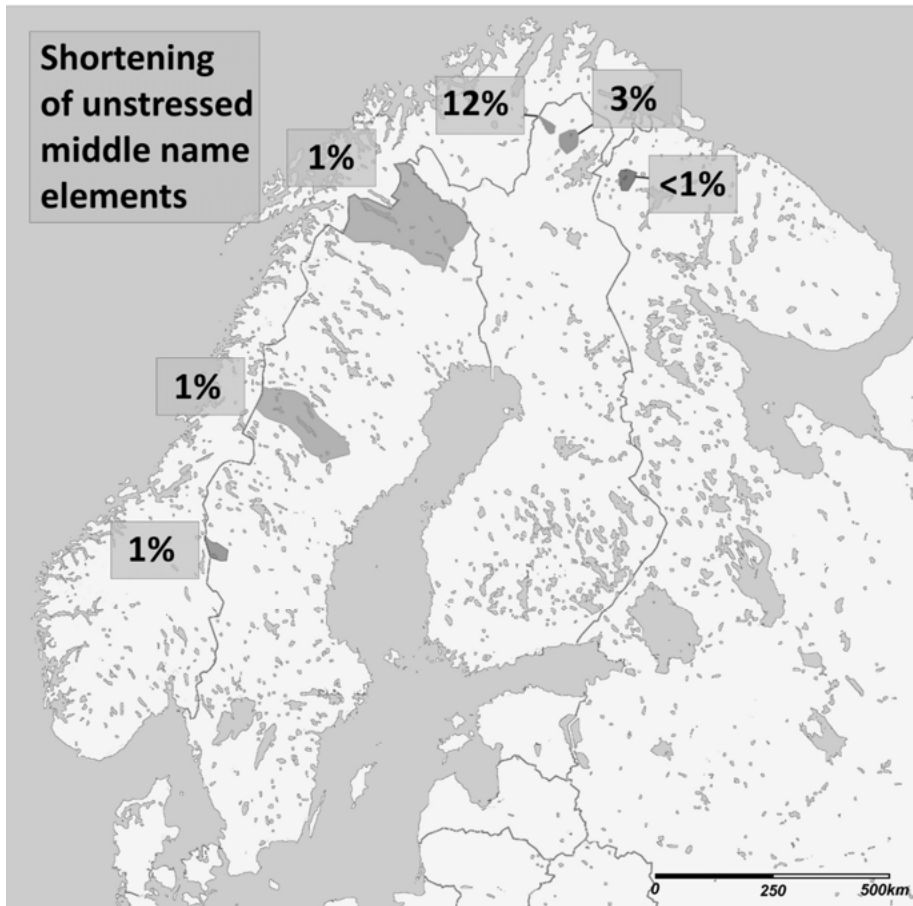 Shortening
of unstressed
middle name
elements
12%
3%
1%
<1%
1%
1%
0
250
500km